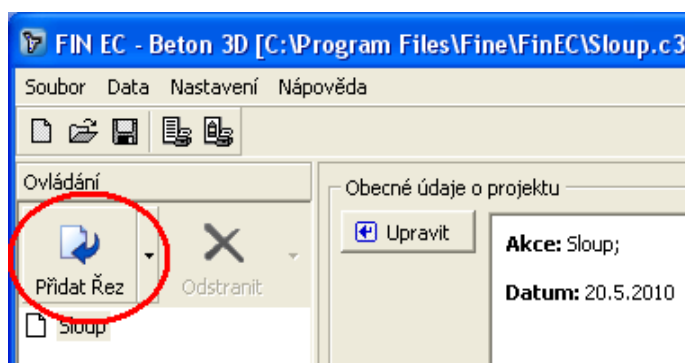 FIN EC - Beton 3D [C:\Program Files\Fine\FinEC\Sloup.c3
Soubor Data Nastavení Nápověda
Ovládání
Přidat Řez
Odstranit
Sloup
Obecné údaje o projektu
Upravit
Akce: Sloup;
Datum: 20.5.2010